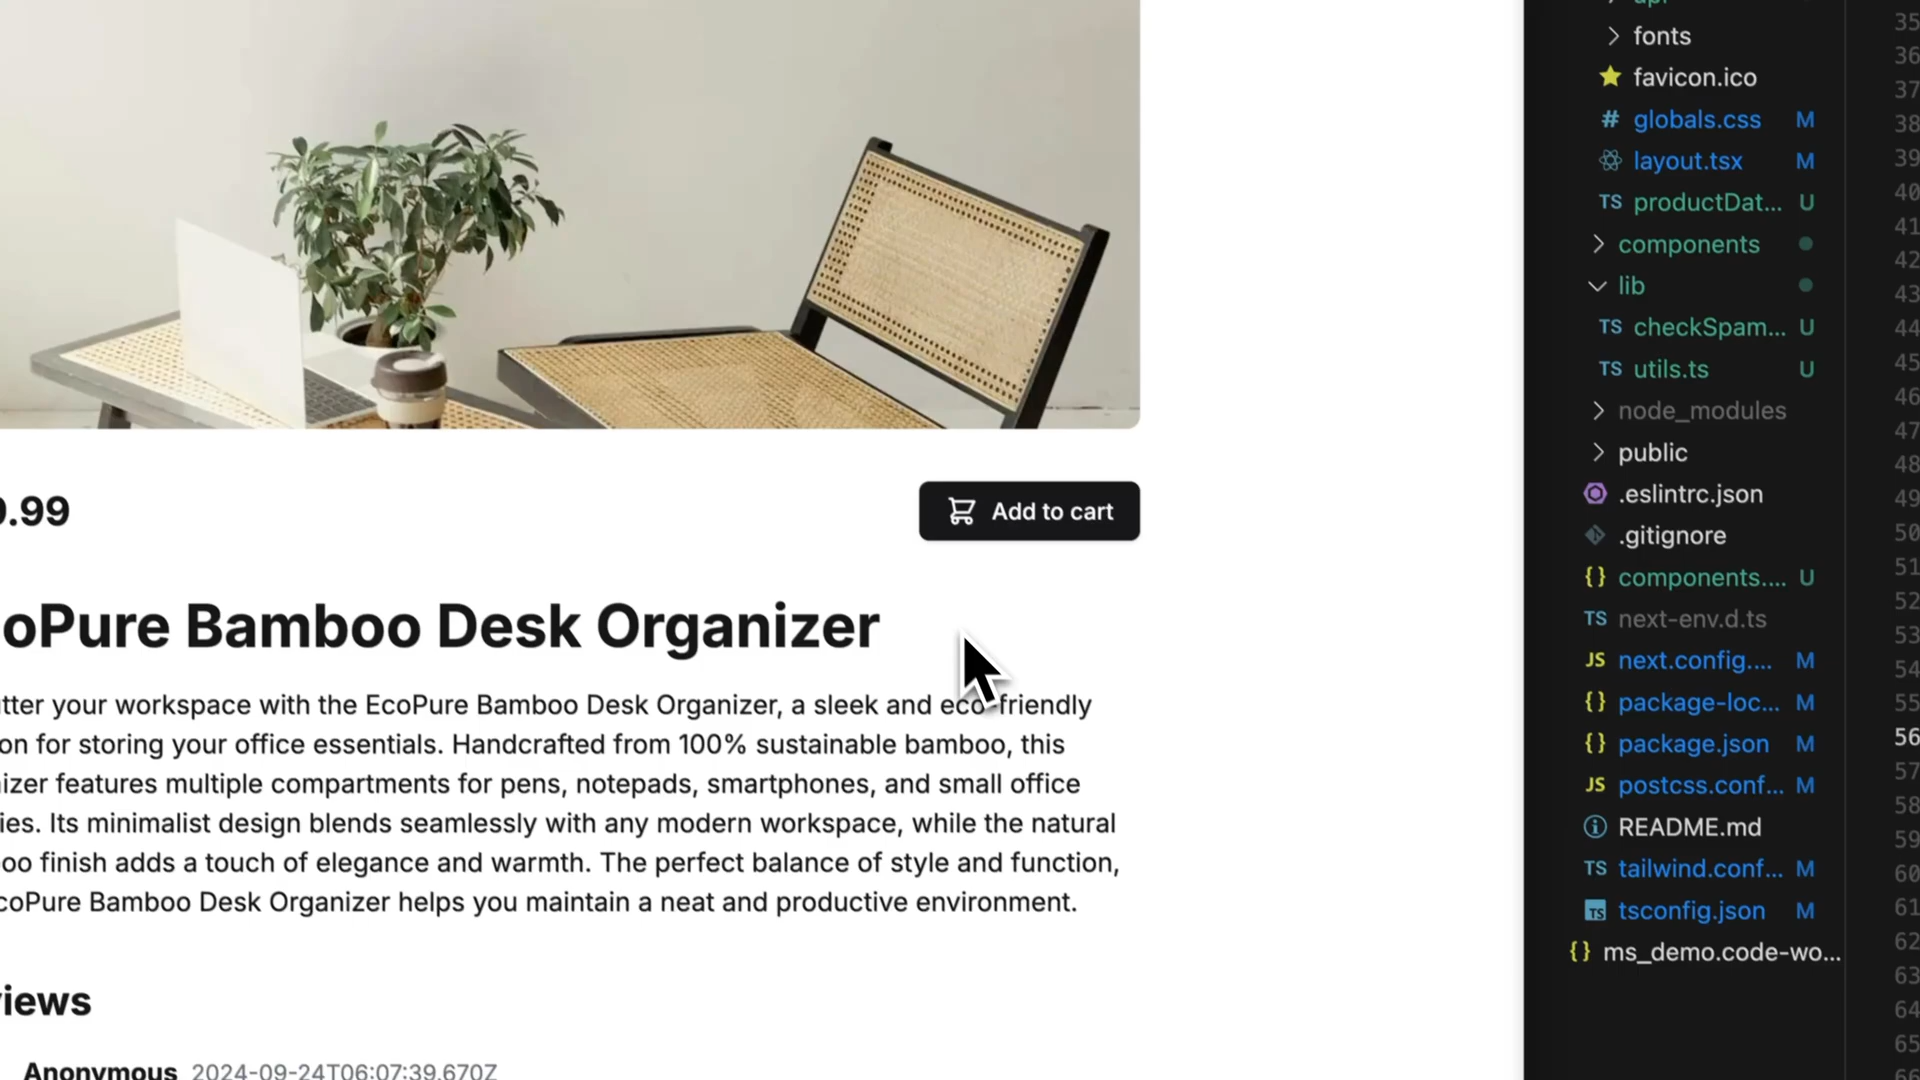 fonts
favicon.ico
# globals.css M
layout.tsx M
TS productDat... U
components
lib
TS checkSpam... U
TS utils.ts U
node_modules
public
.eslintrc.json
.gitignore
{} components.... U
TS next-env.d.ts
JS next.config.... M
{} package-loc... M
{} package.json M
JS postcss.conf... M
README.md
TS tailwind.conf... M
TS tsconfig.json M
{} ms_demo.code-wo...
.99
Add to cart
oPure Bamboo Desk Organizer
tter your workspace with the EcoPure Bamboo Desk Organizer, a sleek and eco-friendly
on for storing your office essentials. Handcrafted from 100% sustainable bamboo, this
izer features multiple compartments for pens, notepads, smartphones, and small office
ies. Its minimalist design blends seamlessly with any modern workspace, while the natural
oo finish adds a touch of elegance and warmth. The perfect balance of style and function,
coPure Bamboo Desk Organizer helps you maintain a neat and productive environment.
iews
Anonymous 2024-09-24T06:07:39.670Z
35
36
37
38
39
40
41
42
43
44
45
46
47
48
49
50
51
52
53
54
55
56
57
58
59
60
61
62
63
64
65